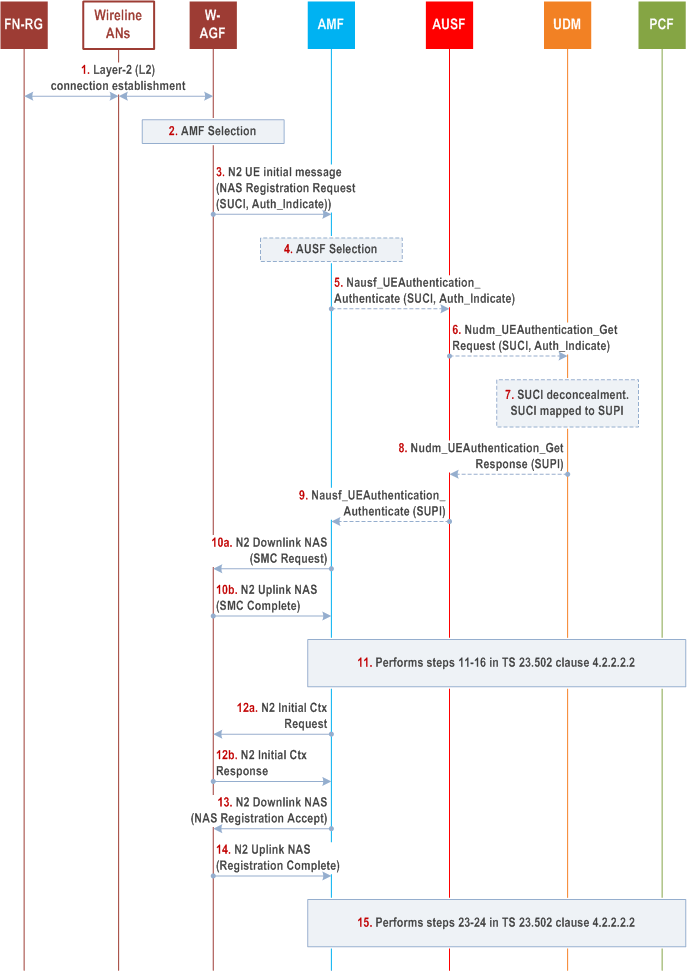 FN-RG
Wireline
ANs
W-
AGF
AMF
AUSF
UDM
PCF
1. Layer-2 (L2)
connection establishment
2. AMF Selection
3. N2 UE initial message
(NAS Registration Request
(SUCI, Auth_Indicate))
4. AUSF Selection
5. Nausf_UEAuthentication_
Authenticate (SUCI, Auth_Indicate)
6. Nudm_UEAuthentication_Get
Request (SUCI, Auth_Indicate)
7. SUCI deconcealment.
SUCI mapped to SUPI
8. Nudm_UEAuthentication_Get
Response (SUPI)
9. Nausf_UEAuthentication_
Authenticate (SUPI)
10a. N2 Downlink NAS
(SMC Request)
10b. N2 Uplink NAS
(SMC Complete)
11. Performs steps 11-16 in TS 23.502 clause 4.2.2.2.2
12a. N2 Initial Ctx
Request
12b. N2 Initial Ctx
Response
13. N2 Downlink NAS
(NAS Registration Accept)
14. N2 Uplink NAS
(Registration Complete)
15. Performs steps 23-24 in TS 23.502 clause 4.2.2.2.2